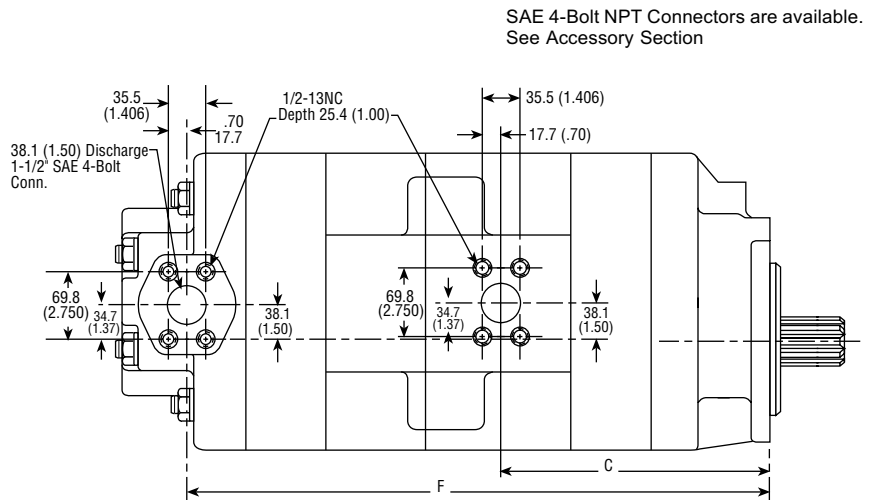 SAE 4-Bolt NPT Connectors are available.
See Accessory Section
35.5
(1.406)
1/2-13NC
Depth 25.4 (1.00)
35.5 (1.406)
.70
17.7
17.7 (.70)
38.1 (1.50) Discharge
1-1/2" SAE 4-Bolt
Conn.
69.8
(2.750)
34.7
(1.37)
38.1
(1.50)
69.8
(2.750)
34.7
(1.37)
38.1
(1.50)
C
F